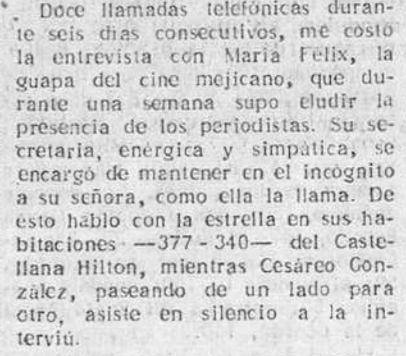 Doce llamadas telefónicas duran-
te seis días consecutivos, me costó
la entrevista con María Félix, la
guapa del cine mejicano, que du-
rante una semana supo eludir la
presencia de los periodistas. Su se-
cretaria, enérgica y simpática, se
encargó de mantener en el incógnito
a su señora, como ella la llama. De
esto hablo con la estrella en sus ha-
bitaciones —377 - 340— del Caste-
llana Hilton, mientras Cesáreo Gon-
zález, paseando de un lado para
otro, asiste en silencio a la in-
terviú.